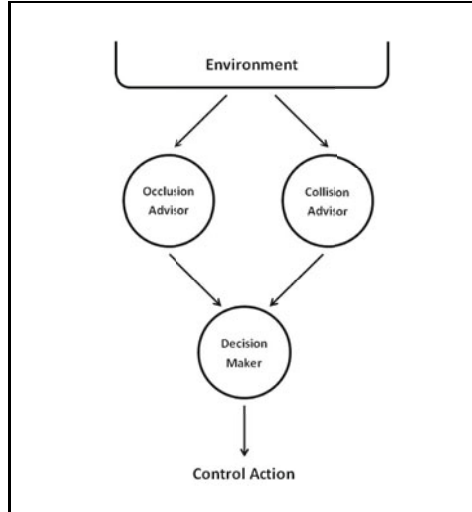 Environment
Occlusion
Advisor
Collision
Advisor
Decision
Maker
Control Action